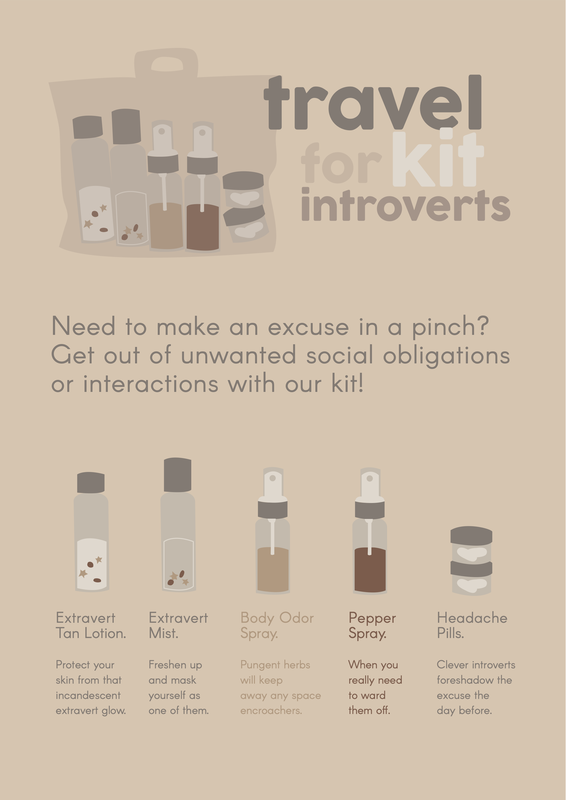 travel
for kit
introverts
Need to make an excuse in a pinch?
Get out of unwanted social obligations
or interactions with our kit!
Extravert
Tan Lotion.
Protect your
skin from that
incandescent
extravert glow.
Extravert
Mist.
Freshen up
and mask
yourself as
one of them.
Body Odor
Spray.
Pungent herbs
will keep
away any space
encroachers.
Pepper
Spray.
When you
really need
to ward
them off.
Headache
Pills.
Clever introverts
foreshadow the
excuse the
day before.